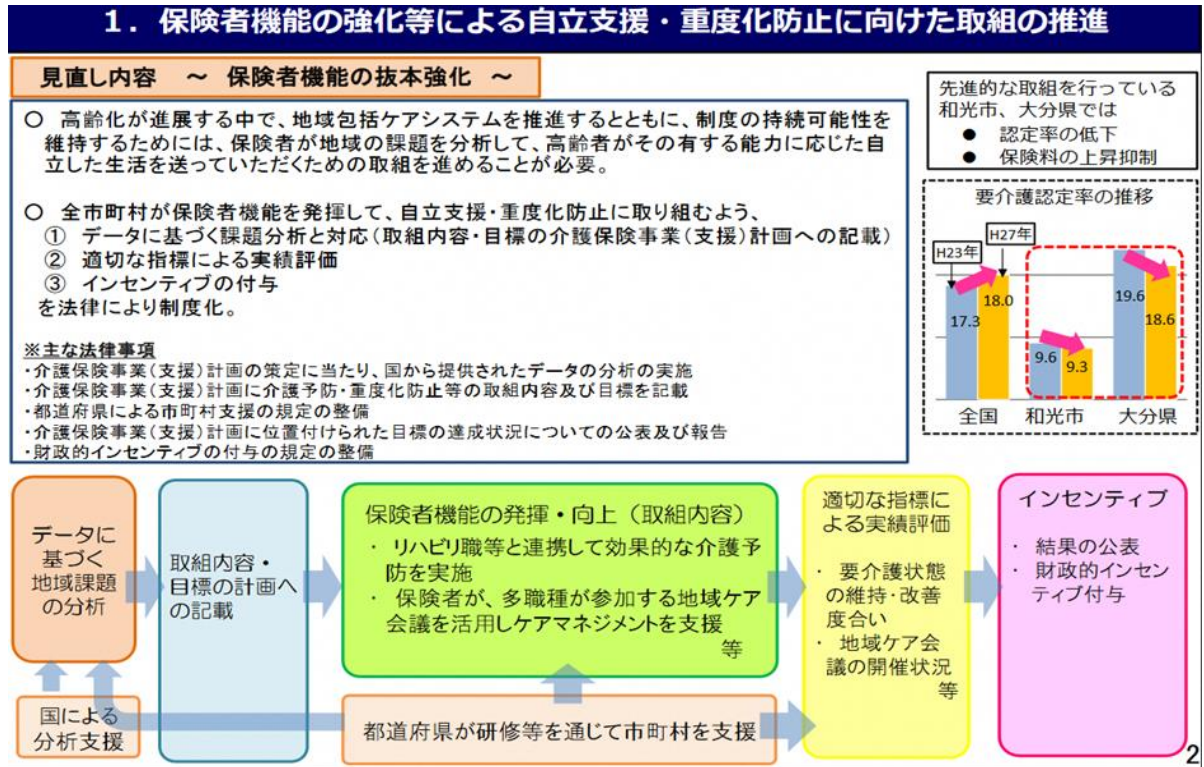 1. 保険者機能の強化等による自立支援・重度化防止に向けた取組の推進
見直し内容 ～ 保険者機能の抜本強化 ～
○ 高齢化が進展する中で、地域包括ケアシステムを推進するとともに、制度の持続可能性を
維持するためには、保険者が地域の課題を分析して、高齢者がその有する能力に応じた自
立した生活を送っていただくための取組を進めることが必要。
○ 全市町村が保険者機能を発揮して、自立支援・重度化防止に取り組むよう、
① データに基づく課題分析と対応(取組内容・目標の介護保険事業(支援)計画への記載)
② 適切な指標による実績評価
③ インセンティブの付与
を法律により制度化。
※主な法律事項
・介護保険事業(支援)計画の策定に当たり、国から提供されたデータの分析の実施
・介護保険事業(支援)計画に介護予防・重度化防止等の取組内容及び目標を記載
・都道府県による市町村支援の規定の整備
・介護保険事業(支援)計画に位置付けられた目標の達成状況についての公表及び報告
・財政的インセンティブの付与の規定の整備
先進的な取組を行っている
和光市、大分県では
● 認定率の低下
● 保険料の上昇抑制
要介護認定率の推移
H23年
H27年
17.3
18.0
9.6
9.3
19.6
18.6
全国 和光市 大分県
データに
基づく
地域課題
の分析
取組内容・
目標の計画へ
の記載
保険者機能の発揮・向上（取組内容）
・ リハビリ職等と連携して効果的な介護予
防を実施
・ 保険者が、多職種が参加する地域ケア
会議を活用しケアマネジメントを支援
等
適切な指標に
よる実績評価
・ 要介護状態
の維持・改善
度合い
・ 地域ケア会
議の開催状況
等
インセンティブ
・ 結果の公表
・ 財政的インセン
ティブ付与
国による
分析支援
都道府県が研修等を通じて市町村を支援
2